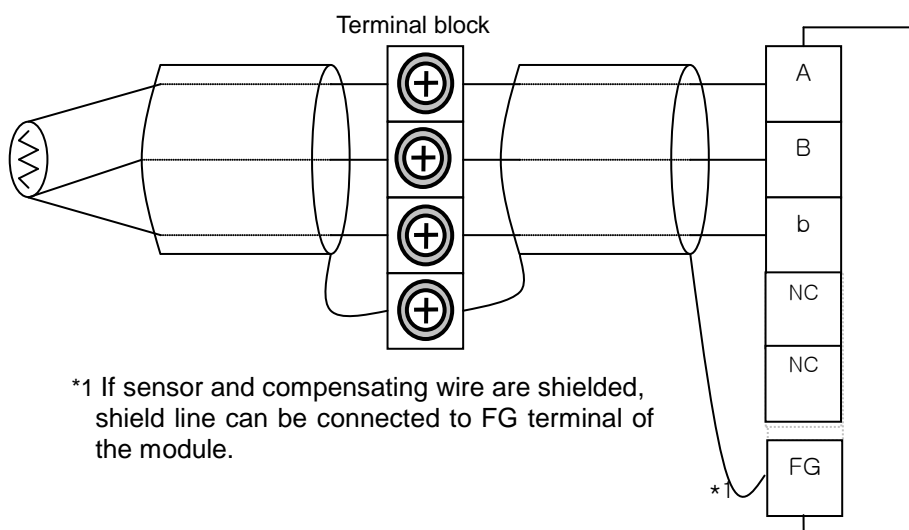 Terminal block
A
B
b
NC
NC
*1 If sensor and compensating wire are shielded,
shield line can be connected to FG terminal of
the module.
FG
*1